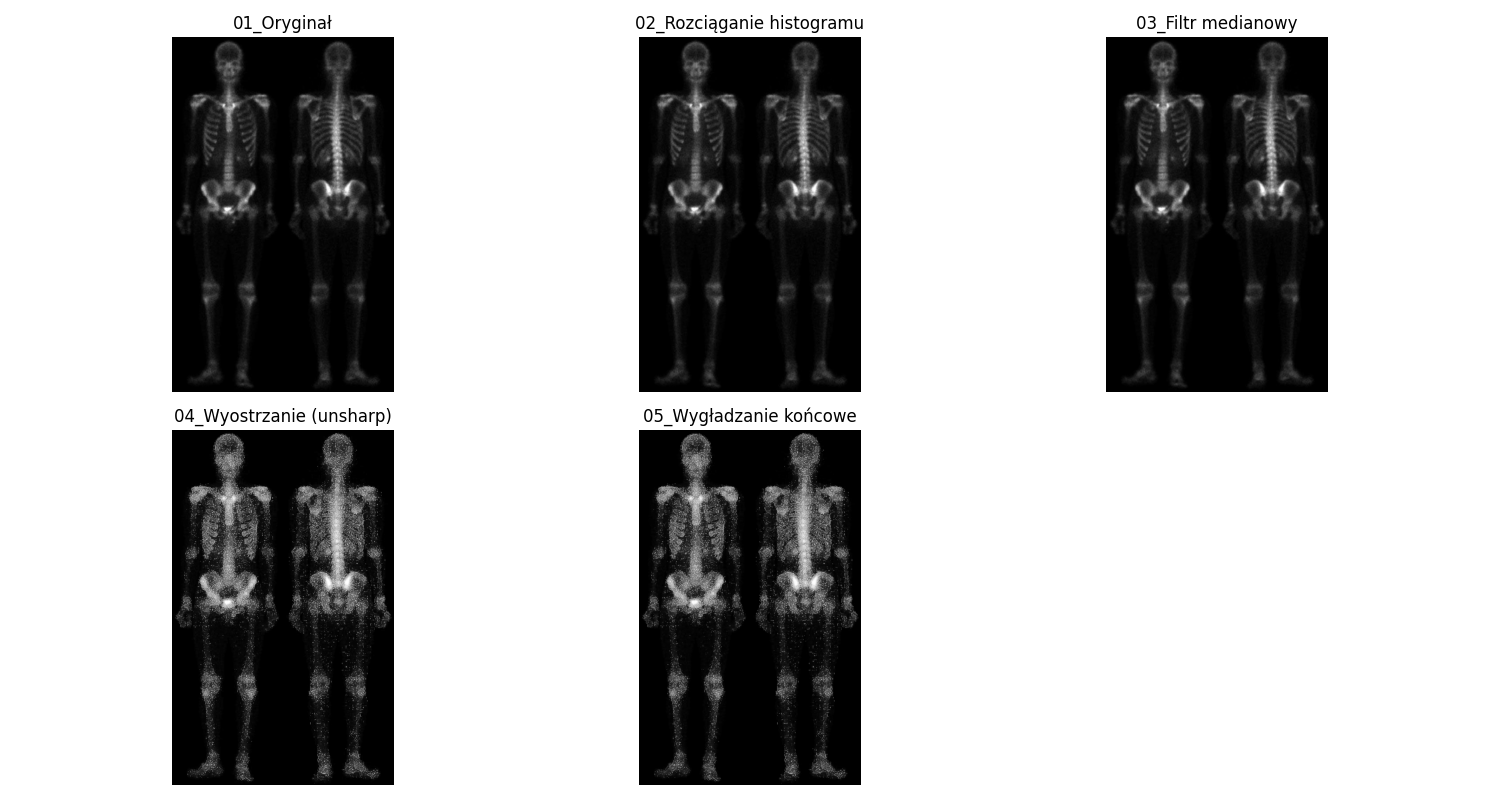 01_Oryginał
02_Rozciąganie histogramu
03_Filtr medianowy
04_Wyostrzanie (unsharp)
05_Wygładzanie końcowe